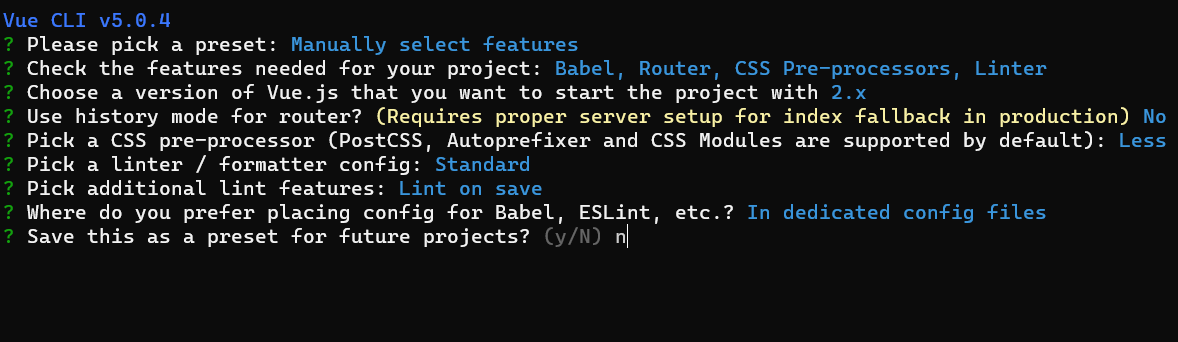 Vue CLI v5.0.4
? Please pick a preset: Manually select features
? Check the features needed for your project: Babel, Router, CSS Pre-processors, Linter
? Choose a version of Vue.js that you want to start the project with 2.x
? Use history mode for router? (Requires proper server setup for index fallback in production) No
? Pick a CSS pre-processor (PostCSS, Autoprefixer and CSS Modules are supported by default): Less
? Pick a linter / formatter config: Standard
? Pick additional lint features: Lint on save
? Where do you prefer placing config for Babel, ESLint, etc.? In dedicated config files
? Save this as a preset for future projects? (y/N) n